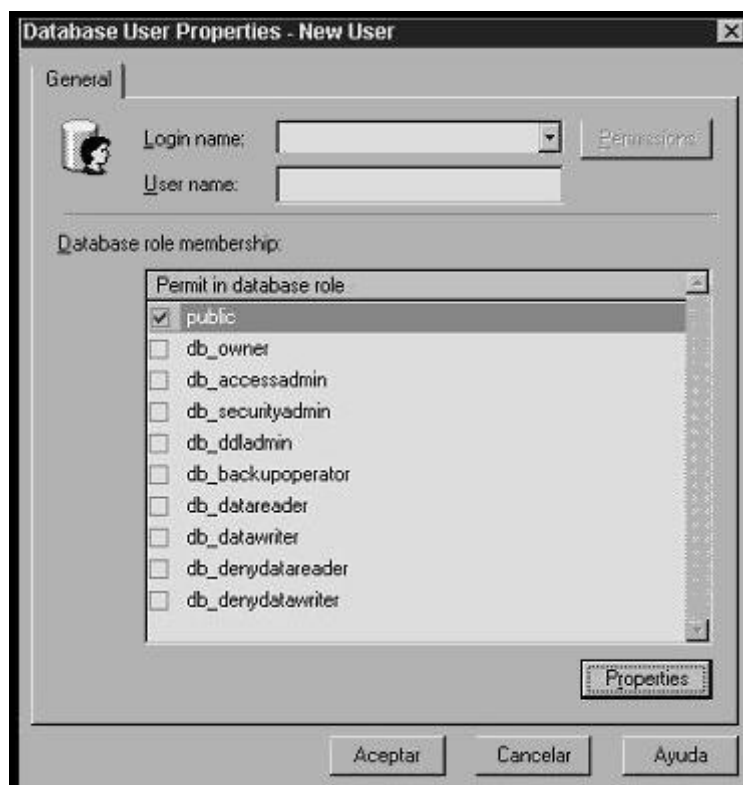 Database User Properties - New User
General
Login name:
Permissions
User name:
Database role membership:
Permit in database role
public
db_owner
db_accessadmin
db_securityadmin
db_ddladmin
db_backupoperator
db_datareader
db_datawriter
db_denydatareader
db_denydatawriter
Properties
Aceptar Cancelar Ayuda